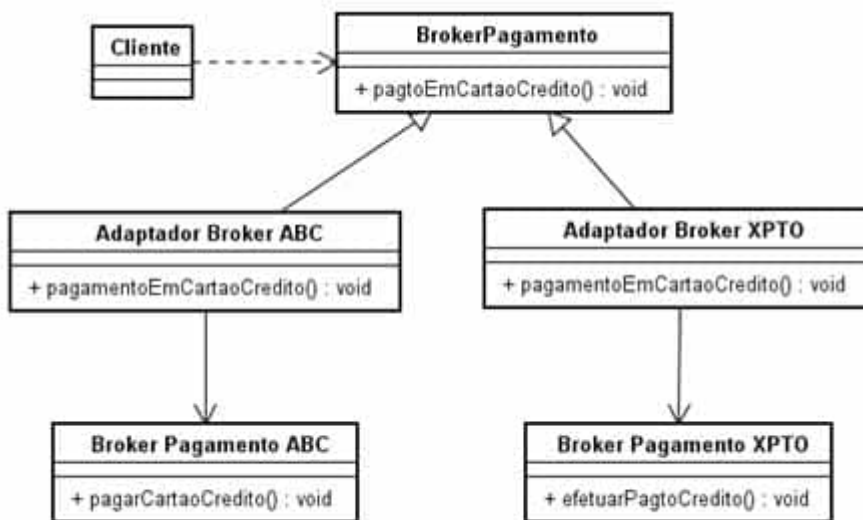 Cliente
BrokerPagamento
+ pagtoEmCartaoCredito() : void
Adaptador Broker ABC
+ pagamentoEmCartaoCredito() : void
Adaptador Broker XPTO
+ pagamentoEmCartaoCredito() : void
Broker Pagamento ABC
+ pagarCartaoCredito() : void
Broker Pagamento XPTO
+ efetuarPagtoCredito() : void